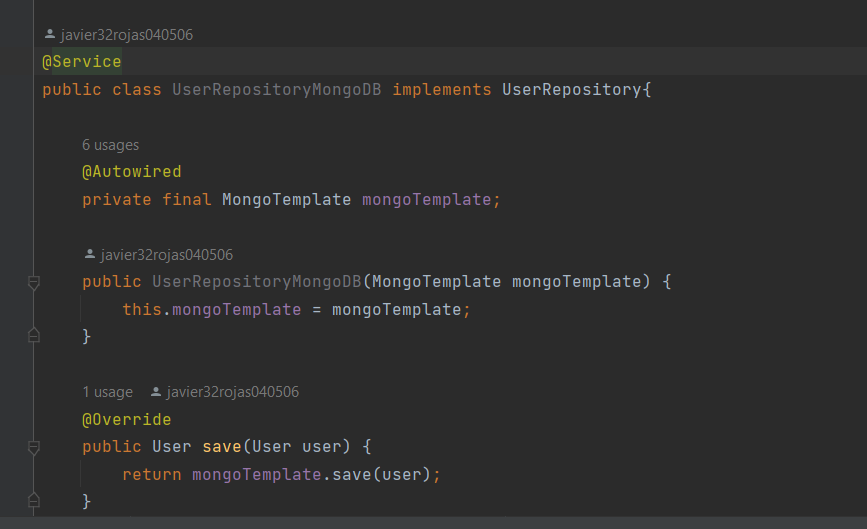 javier32rojas040506
@Service
public class UserRepositoryMongoDB implements UserRepository{
6 usages
@Autowired
private final MongoTemplate mongoTemplate;
javier32rojas040506
public UserRepositoryMongoDB(MongoTemplate mongoTemplate) {
this.mongoTemplate = mongoTemplate;
}
1 usage javier32rojas040506
@Override
public User save(User user) {
return mongoTemplate.save(user);
}